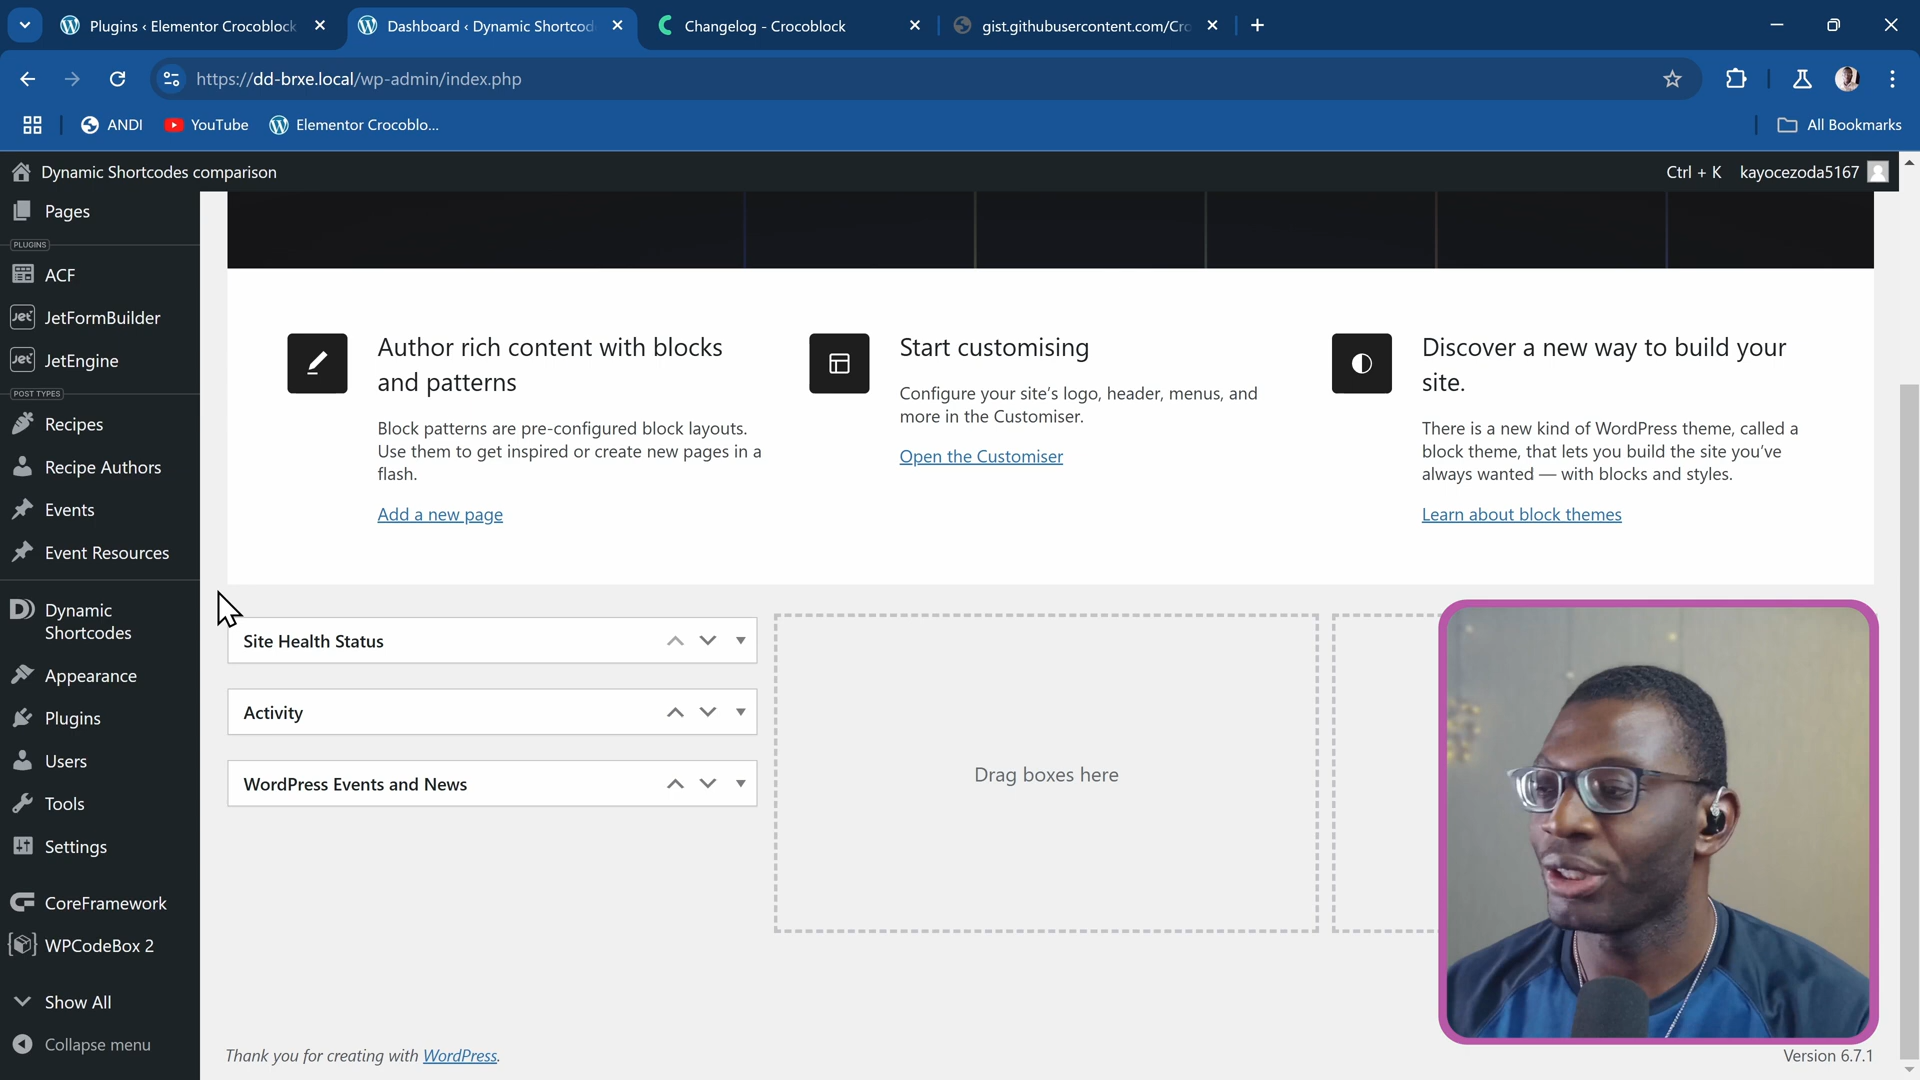 Plugins ‹ Elementor Crocoblock
Dashboard ‹ Dynamic Shortcod
Changelog - Crocoblock
gist.githubusercontent.com/Cro
https://dd-brxe.local/wp-admin/index.php
ANDI
YouTube
Elementor Crocoblo...
All Bookmarks
Dynamic Shortcodes comparison
Ctrl + K
kayocezoda5167
Pages
PLUGINS
ACF
JetFormBuilder
JetEngine
POST TYPES
Recipes
Recipe Authors
Events
Event Resources
Dynamic
Shortcodes
Appearance
Plugins
Users
Tools
Settings
CoreFramework
WPCodeBox 2
Show All
Collapse menu
Author rich content with blocks
and patterns
Block patterns are pre-configured block layouts.
Use them to get inspired or create new pages in a
flash.
Add a new page
Start customising
Configure your site's logo, header, menus, and
more in the Customiser.
Open the Customiser
Discover a new way to build your
site.
There is a new kind of WordPress theme, called a
block theme, that lets you build the site you've
always wanted — with blocks and styles.
Learn about block themes
Site Health Status
Activity
WordPress Events and News
Drag boxes here
Thank you for creating with WordPress.
Version 6.7.1